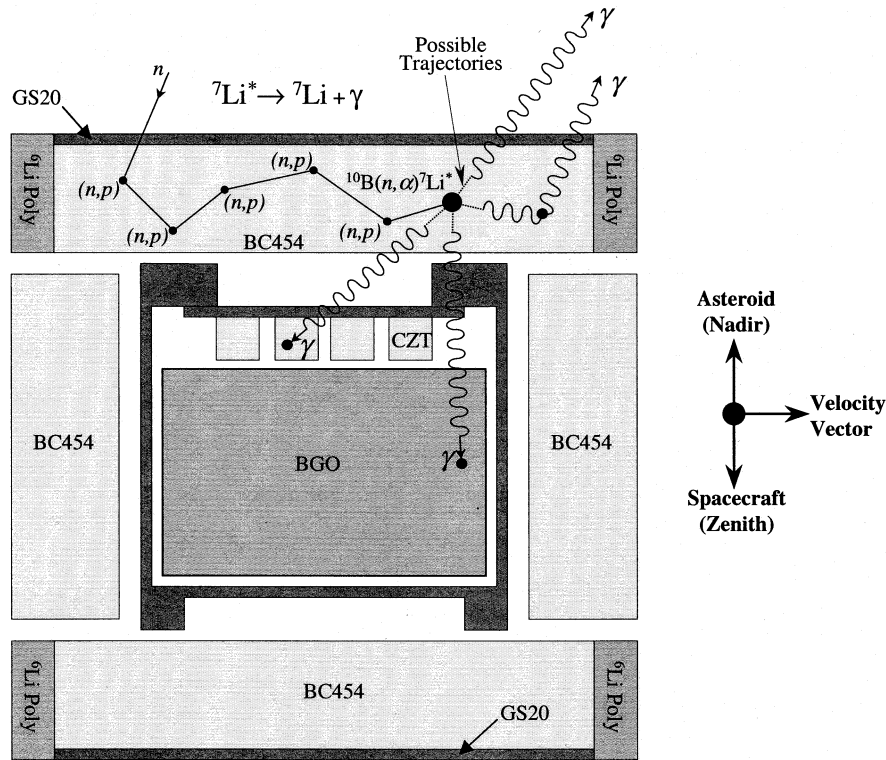 γ
Possible
Trajectories
γ
n
⁷Li* → ⁷Li + γ
GS20
⁶Li Poly
(n,p)
(n,p)
(n,p)
(n,p)
(n,p)
¹⁰B(n, α)⁷Li*
BC454
⁶Li Poly
γ
CZT
BC454
BGO
γ
BC454
Asteroid
(Nadir)
Velocity
Vector
Spacecraft
(Zenith)
⁶Li Poly
BC454
GS20
⁶Li Poly